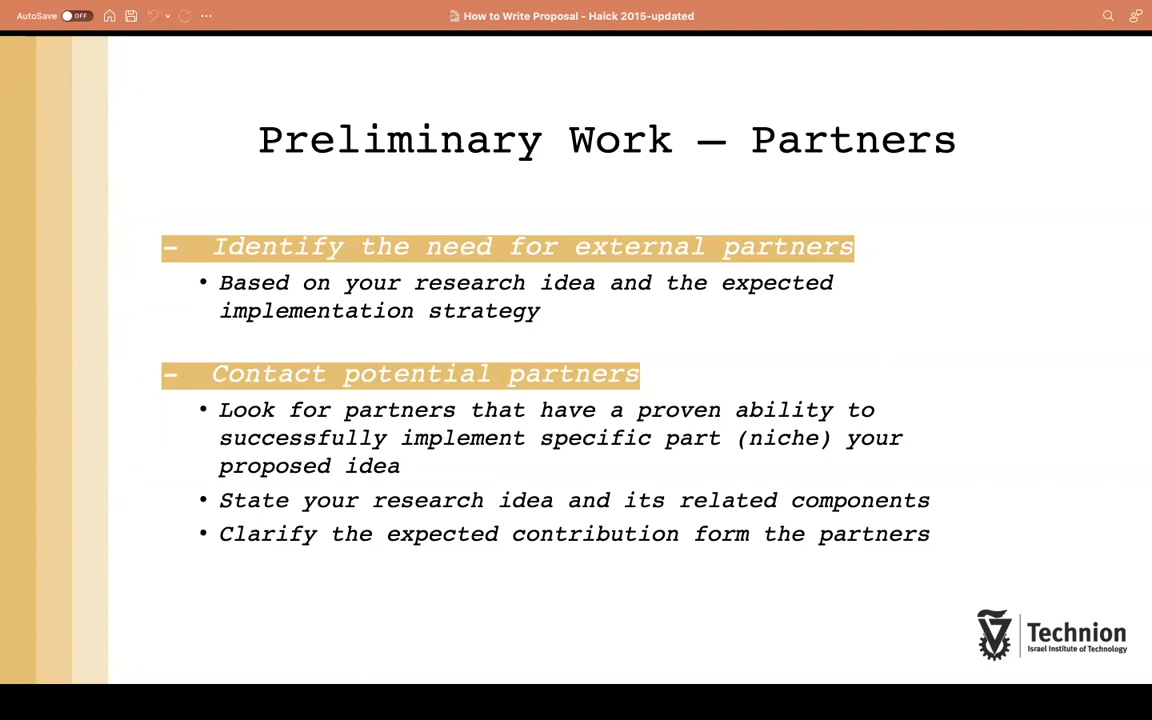 AutoSave OFF ... How to Write Proposal - Haick 2015-updated
Preliminary Work – Partners
– Identify the need for external partners
• Based on your research idea and the expected
implementation strategy
– Contact potential partners
• Look for partners that have a proven ability to
successfully implement specific part (niche) your
proposed idea
• State your research idea and its related components
• Clarify the expected contribution form the partners
Technion
Israel Institute of Technology